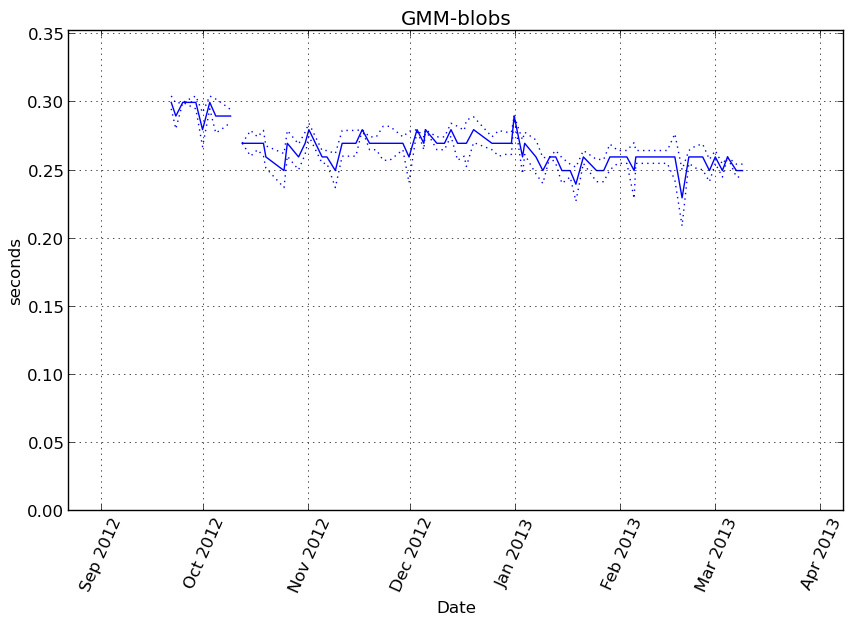 GMM-blobs
0.35
0.30
0.25
0.20
0.15
0.10
0.05
0.00
seconds
Sep 2012
Oct 2012
Nov 2012
Dec 2012
Jan 2013
Feb 2013
Mar 2013
Apr 2013
Date